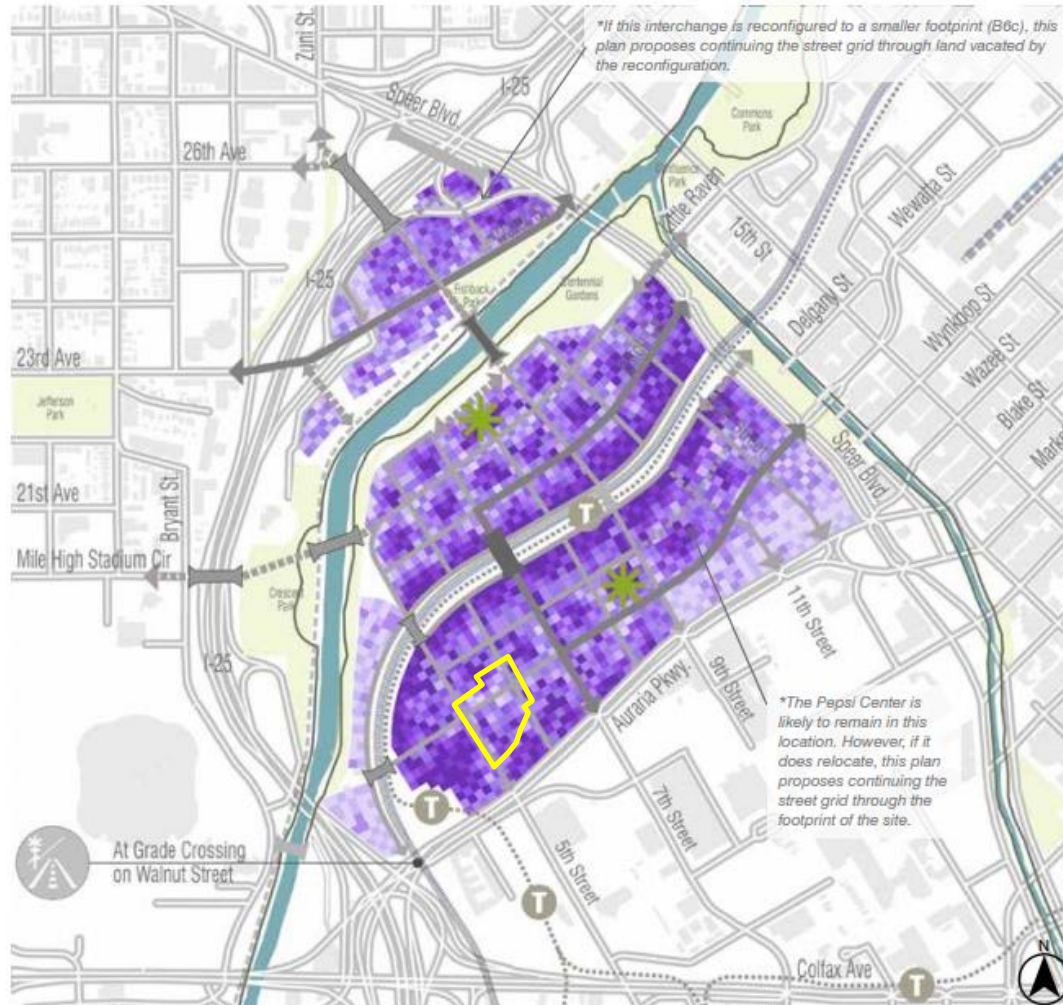 *If this interchange is reconfigured to a smaller footprint (B6c), this
plan proposes continuing the street grid through land vacated by
the reconfiguration.
Zuni St
I-25
Speer Blvd.
Commons
Park
26th Ave
Park
Little Raven
15th St
Wewatta St
I-25
Fishback
Park
Centennial
Gardens
Delgany St
Wynkoop St
23rd Ave
Wazee St
Jefferson
Park
Blake St
21st Ave
Bryant St
Speer Blvd.
T
Mile High Stadium Cir
Crescent
Park
11th Street
I-25
9th Street
Auraria Pkwy.
*The Pepsi Center is
likely to remain in this
location. However, if it
does relocate, this plan
proposes continuing the
street grid through the
footprint of the site.
T
7th Street
At Grade Crossing
on Walnut Street
5th Street
T
Colfax Ave
T
N